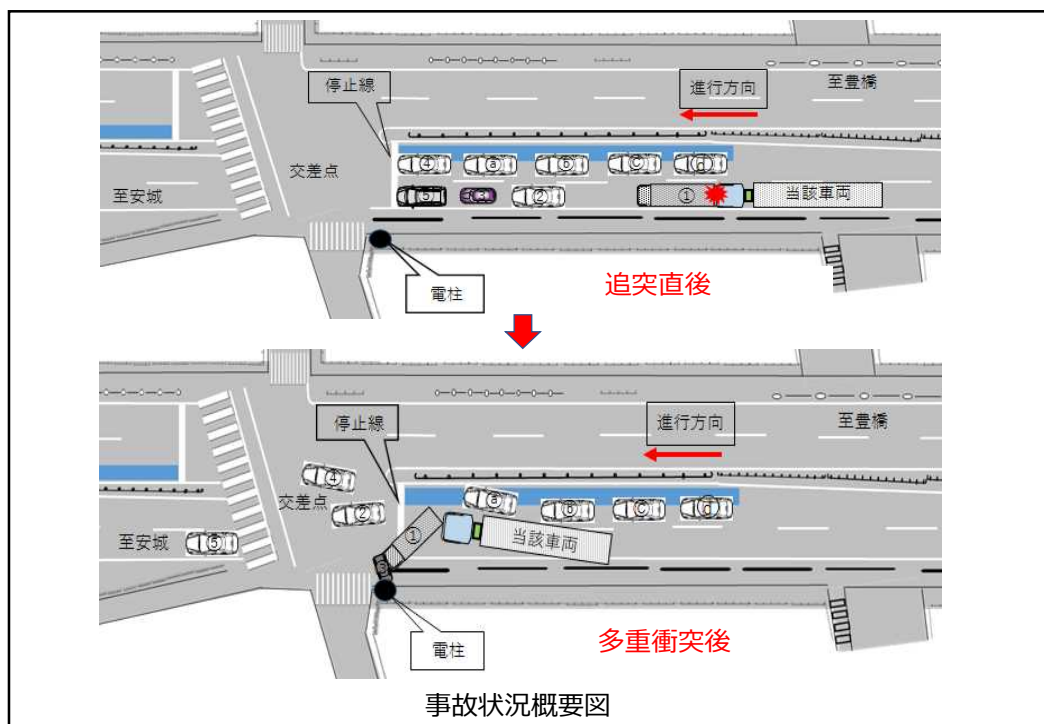 停止線
進行方向
至豊橋
交差点
至安城
④
ⓐ
ⓑ
ⓒ
ⓓ
⑤
③
②
①
当該車両
電柱
追突直後
停止線
進行方向
至豊橋
④
交差点
②
ⓐ
ⓑ
ⓒ
ⓓ
至安城
⑤
①
当該車両
③
電柱
多重衝突後
事故状況概要図